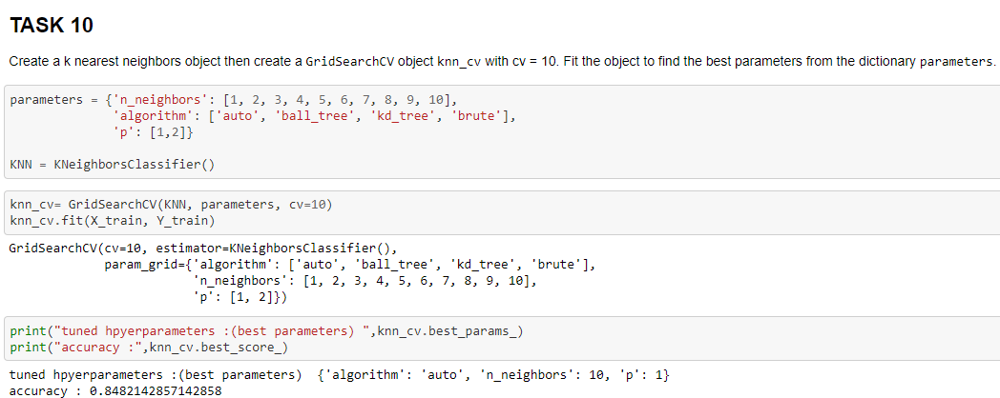 TASK 10
Create a k nearest neighbors object then create a GridSearchCV object knn_cv with cv = 10. Fit the object to find the best parameters from the dictionary parameters.
parameters = {'n_neighbors': [1, 2, 3, 4, 5, 6, 7, 8, 9, 10],
              'algorithm': ['auto', 'ball_tree', 'kd_tree', 'brute'],
              'p': [1,2]}
KNN = KNeighborsClassifier()
knn_cv= GridSearchCV(KNN, parameters, cv=10)
knn_cv.fit(X_train, Y_train)
GridSearchCV(cv=10, estimator=KNeighborsClassifier(),
             param_grid={'algorithm': ['auto', 'ball_tree', 'kd_tree', 'brute'],
                         'n_neighbors': [1, 2, 3, 4, 5, 6, 7, 8, 9, 10],
                         'p': [1, 2]})
print("tuned hpyerparameters :(best parameters) ",knn_cv.best_params_)
print("accuracy :",knn_cv.best_score_)
tuned hpyerparameters :(best parameters)  {'algorithm': 'auto', 'n_neighbors': 10, 'p': 1}
accuracy : 0.8482142857142858